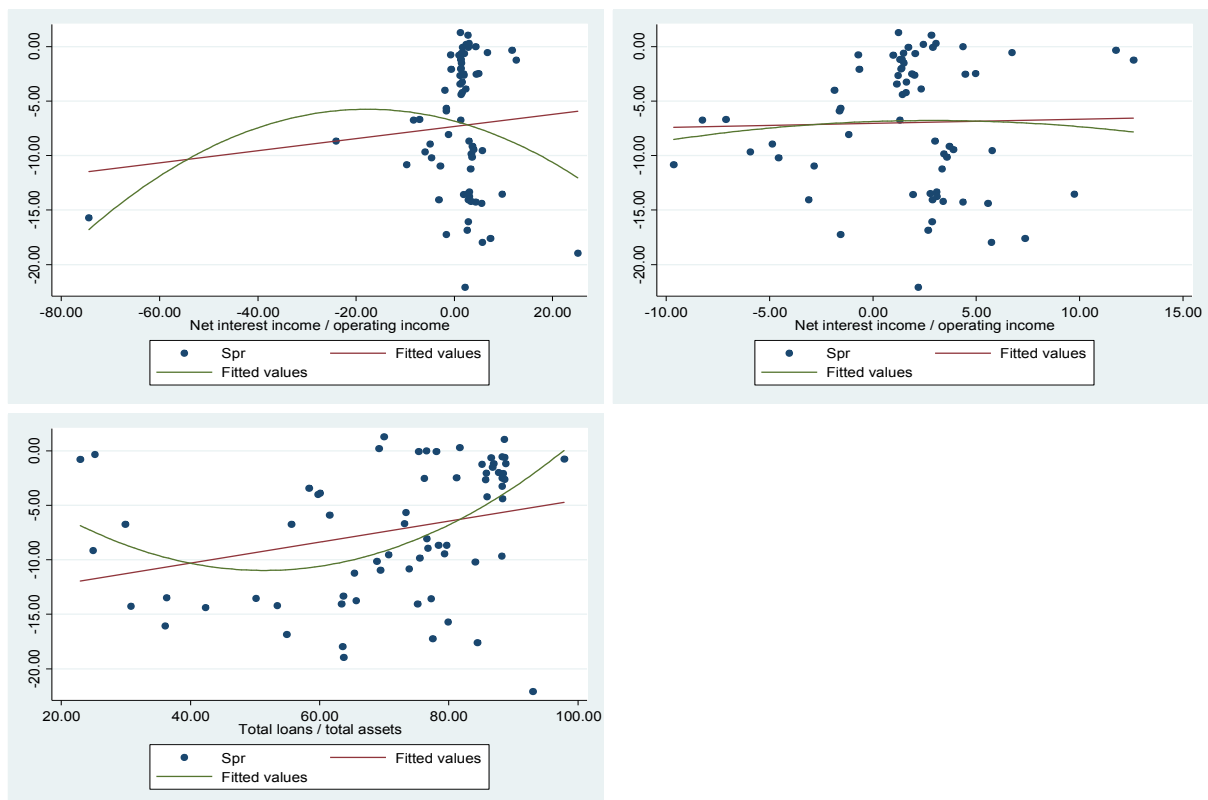 0.00
-5.00
-10.00
-15.00
-20.00
-80.00 -60.00 -40.00 -20.00 0.00 20.00
Net interest income / operating income
Spr Fitted values
Fitted values
0.00
-5.00
-10.00
-15.00
-20.00
-10.00 -5.00 0.00 5.00 10.00 15.00
Net interest income / operating income
Spr Fitted values
Fitted values
0.00
-5.00
-10.00
-15.00
-20.00
20.00 40.00 60.00 80.00 100.00
Total loans / total assets
Spr Fitted values
Fitted values